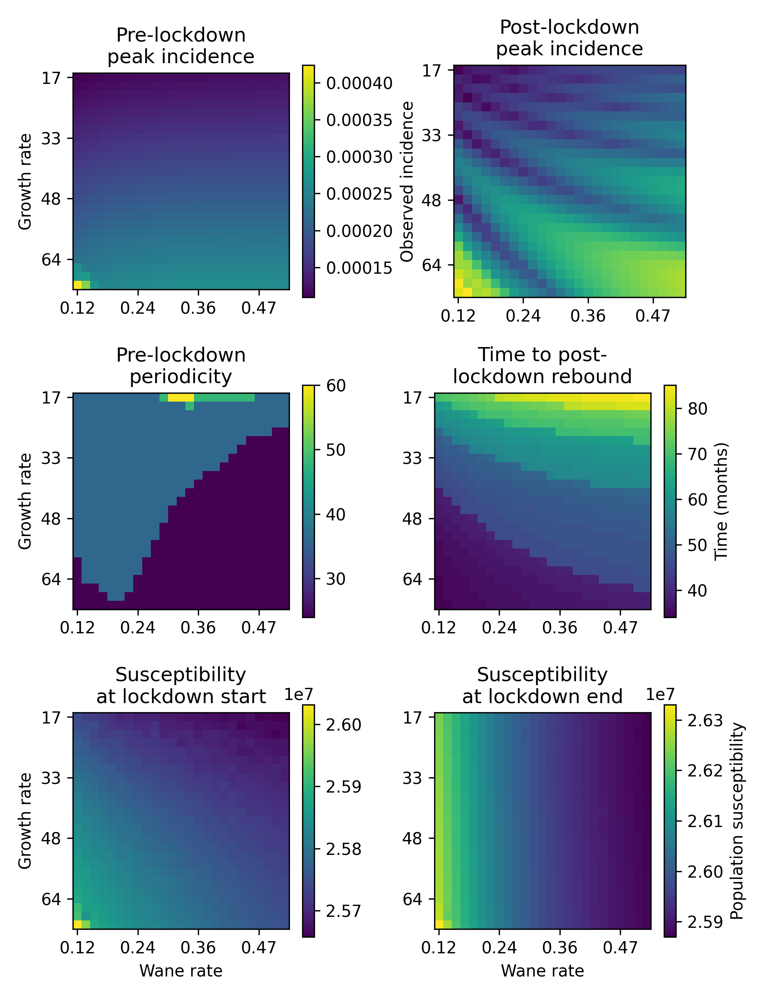 Pre-lockdown
peak incidence
Growth rate
17
33
48
64
0.12 0.24 0.36 0.47
0.00040
0.00035
0.00030
0.00025
0.00020
0.00015
Observed incidence
Post-lockdown
peak incidence
17
33
48
64
0.12 0.24 0.36 0.47
Pre-lockdown
periodicity
Growth rate
17
33
48
64
0.12 0.24 0.36 0.47
60
50
40
30
Time to post-
lockdown rebound
17
33
48
64
0.12 0.24 0.36 0.47
80
70
60
50
40
Time (months)
Susceptibility
at lockdown start
1e7
Growth rate
17
33
48
64
0.12 0.24 0.36 0.47
Wane rate
2.60
2.59
2.58
2.57
Susceptibility
at lockdown end
1e7
17
33
48
64
0.12 0.24 0.36 0.47
Wane rate
2.63
2.62
2.61
2.60
2.59
Population susceptibility